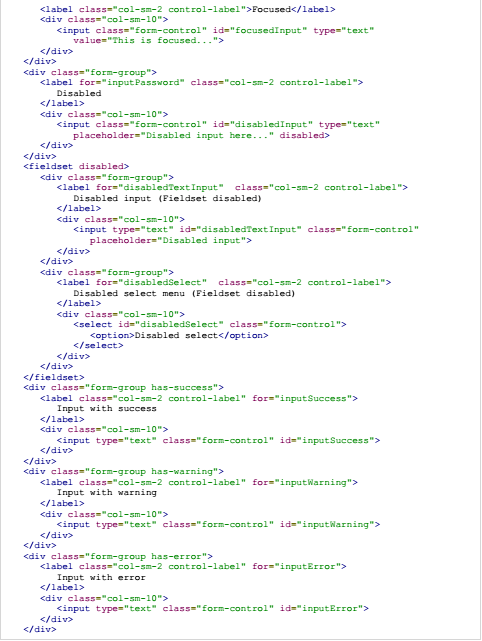 <label class="col-sm-2 control-label">Focused</label>
<div class="col-sm-10">
<input class="form-control" id="focusedInput" type="text"
value="This is focused...">
</div>
</div>
<div class="form-group">
<label for="inputPassword" class="col-sm-2 control-label">
Disabled
</label>
<div class="col-sm-10">
<input class="form-control" id="disabledInput" type="text"
placeholder="Disabled input here..." disabled>
</div>
</div>
<fieldset disabled>
<div class="form-group">
<label for="disabledTextInput"  class="col-sm-2 control-label">
Disabled input (Fieldset disabled)
</label>
<div class="col-sm-10">
<input type="text" id="disabledTextInput" class="form-control"
placeholder="Disabled input">
</div>
</div>
<div class="form-group">
<label for="disabledSelect"  class="col-sm-2 control-label">
Disabled select menu (Fieldset disabled)
</label>
<div class="col-sm-10">
<select id="disabledSelect" class="form-control">
<option>Disabled select</option>
</select>
</div>
</div>
</fieldset>
<div class="form-group has-success">
<label class="col-sm-2 control-label" for="inputSuccess">
Input with success
</label>
<div class="col-sm-10">
<input type="text" class="form-control" id="inputSuccess">
</div>
</div>
<div class="form-group has-warning">
<label class="col-sm-2 control-label" for="inputWarning">
Input with warning
</label>
<div class="col-sm-10">
<input type="text" class="form-control" id="inputWarning">
</div>
</div>
<div class="form-group has-error">
<label class="col-sm-2 control-label" for="inputError">
Input with error
</label>
<div class="col-sm-10">
<input type="text" class="form-control" id="inputError">
</div>
</div>